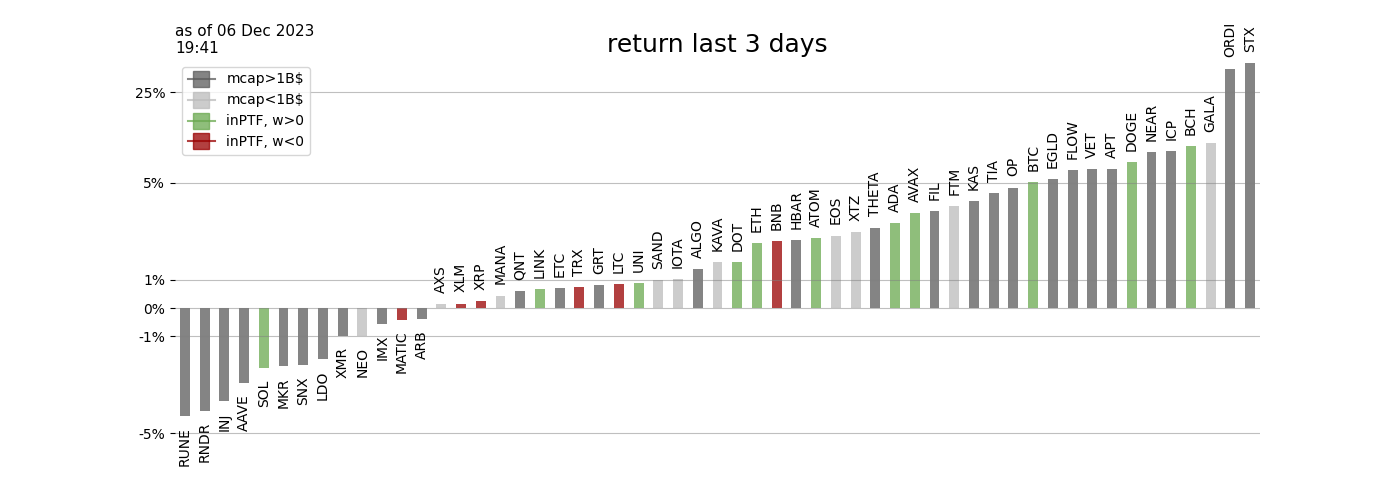 as of 06 Dec 2023
19:41
return last 3 days
mcap>1B$
mcap<1B$
inPTF, w>0
inPTF, w<0
25%
5%
1%
0%
-1%
-5%
RUNE
RNDR
INJ
AAVE
SOL
MKR
SNX
LDO
XMR
NEO
IMX
MATIC
ARB
AXS
XLM
XRP
MANA
QNT
LINK
ETC
TRX
GRT
LTC
UNI
SAND
IOTA
ALGO
KAVA
DOT
ETH
BNB
HBAR
ATOM
EOS
XTZ
THETA
ADA
AVAX
FIL
FTM
KAS
TIA
OP
BTC
EGLD
FLOW
VET
APT
DOGE
NEAR
ICP
BCH
GALA
ORDI
STX